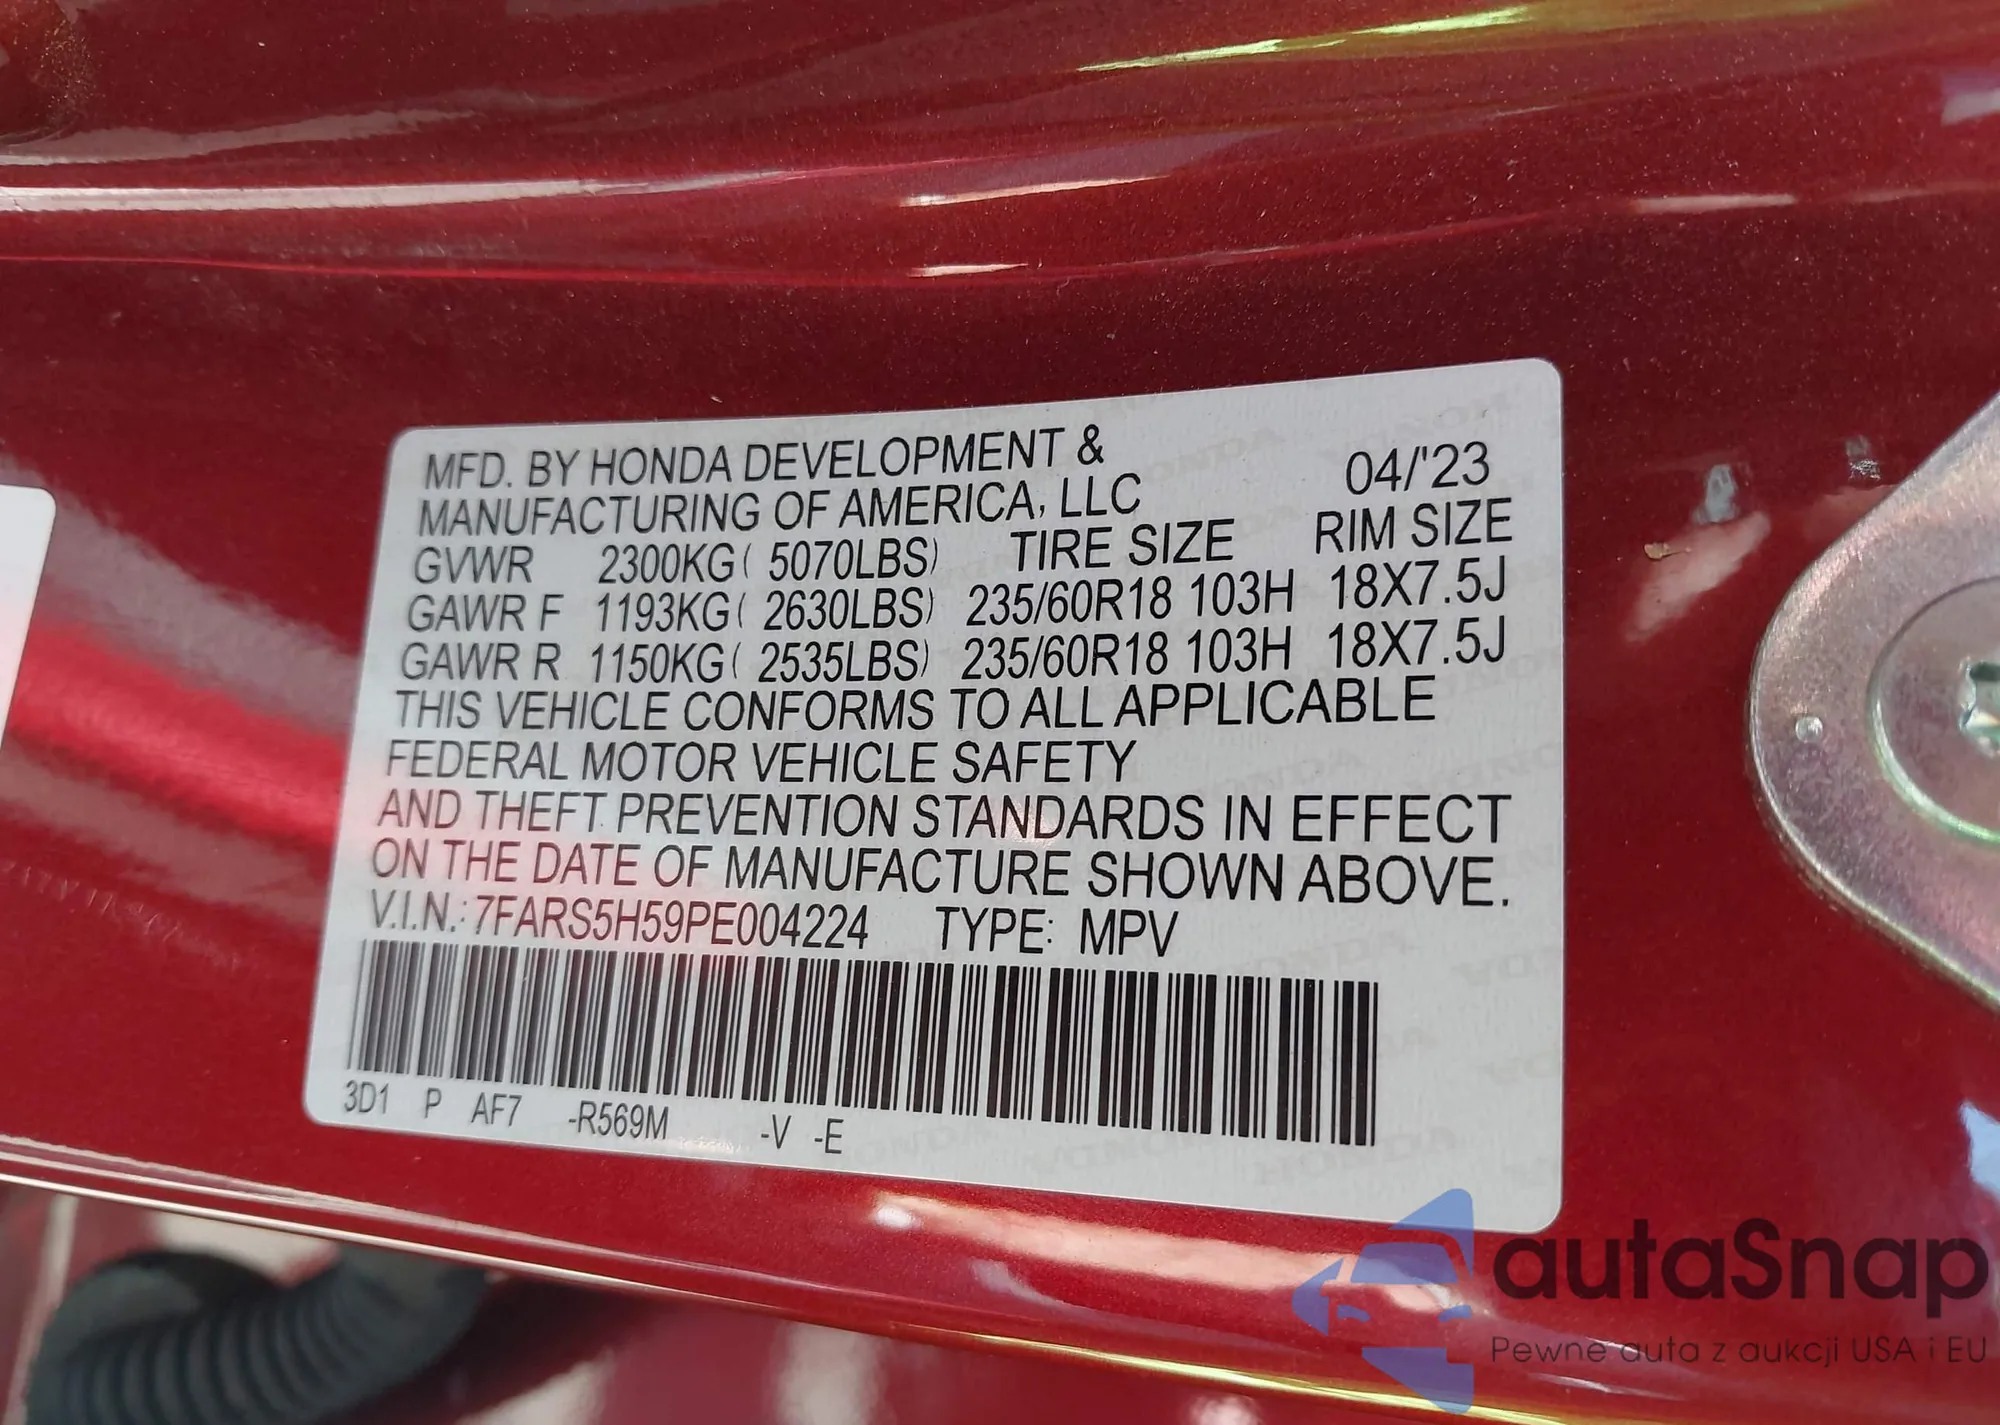 MFD. BY HONDA DEVELOPMENT &
MANUFACTURING OF AMERICA, LLC 04/'23
GVWR 2300KG( 5070LBS) TIRE SIZE RIM SIZE
GAWR F 1193KG( 2630LBS) 235/60R18 103H 18X7.5J
GAWR R 1150KG( 2535LBS) 235/60R18 103H 18X7.5J
THIS VEHICLE CONFORMS TO ALL APPLICABLE
FEDERAL MOTOR VEHICLE SAFETY
AND THEFT PREVENTION STANDARDS IN EFFECT
ON THE DATE OF MANUFACTURE SHOWN ABOVE.
V.I.N.: 7FARS5H59PE004224 TYPE: MPV
3D1 P AF7 -R569M -V -E
autaSnap
Pewne auta z aukcji USA i EU